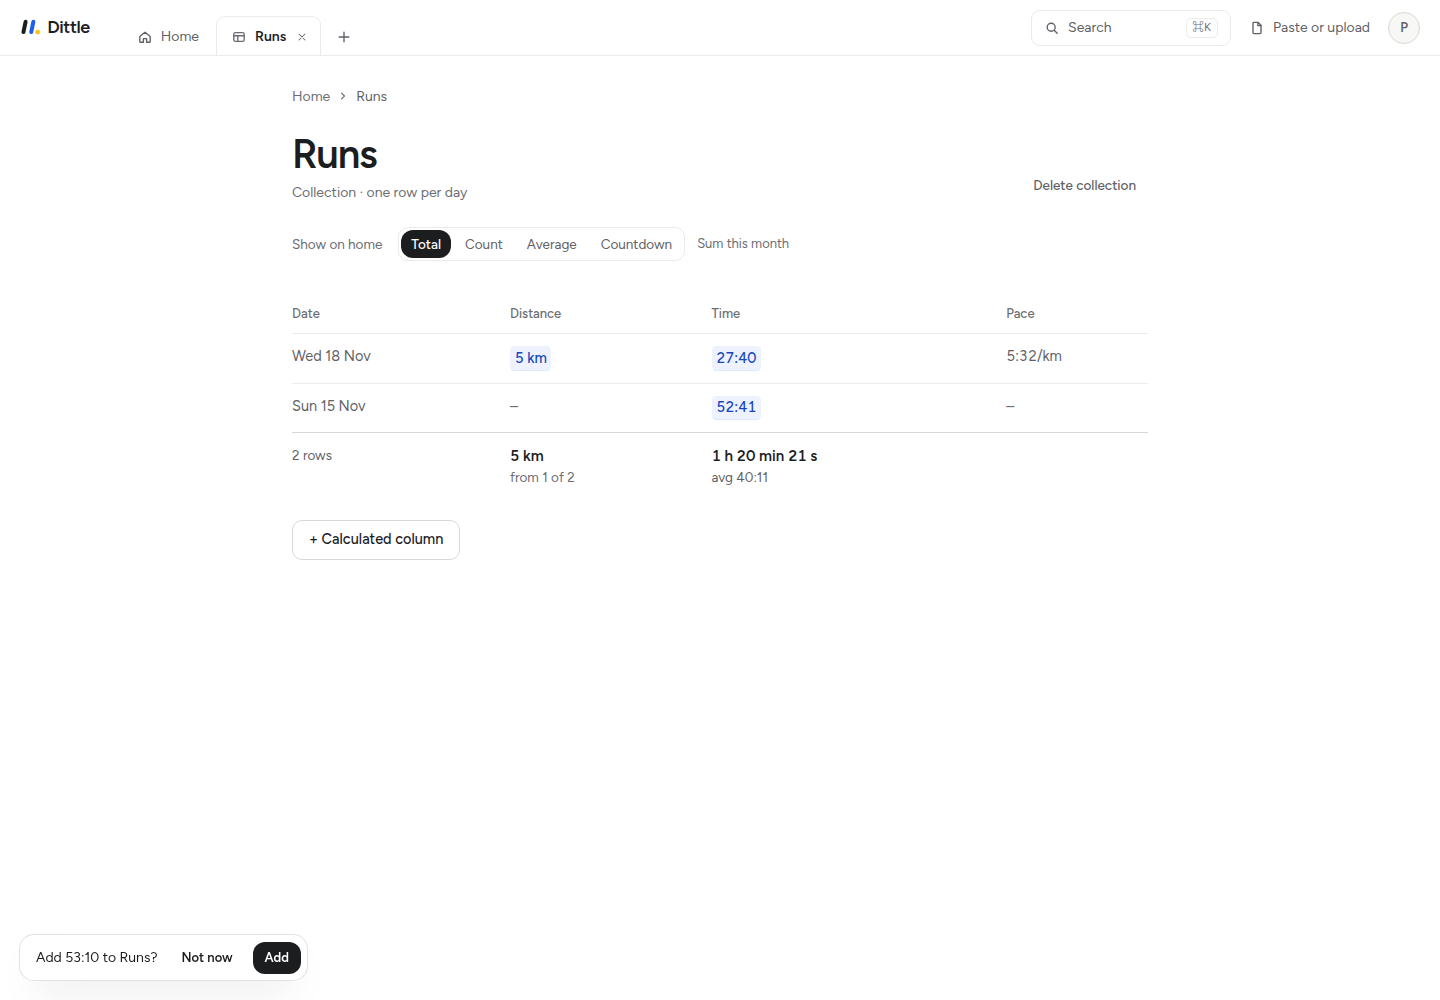 Dittle
Home
Runs
Search
⌘K
Paste or upload
P
Home > Runs
Runs
Collection · one row per day
Delete collection
Show on home
Total
Count
Average
Countdown
Sum this month
Date Distance Time Pace
Wed 18 Nov 5 km 27:40 5:32/km
Sun 15 Nov – 52:41 –
2 rows 5 km 1 h 20 min 21 s
from 1 of 2 avg 40:11
+ Calculated column
Add 53:10 to Runs? Not now Add